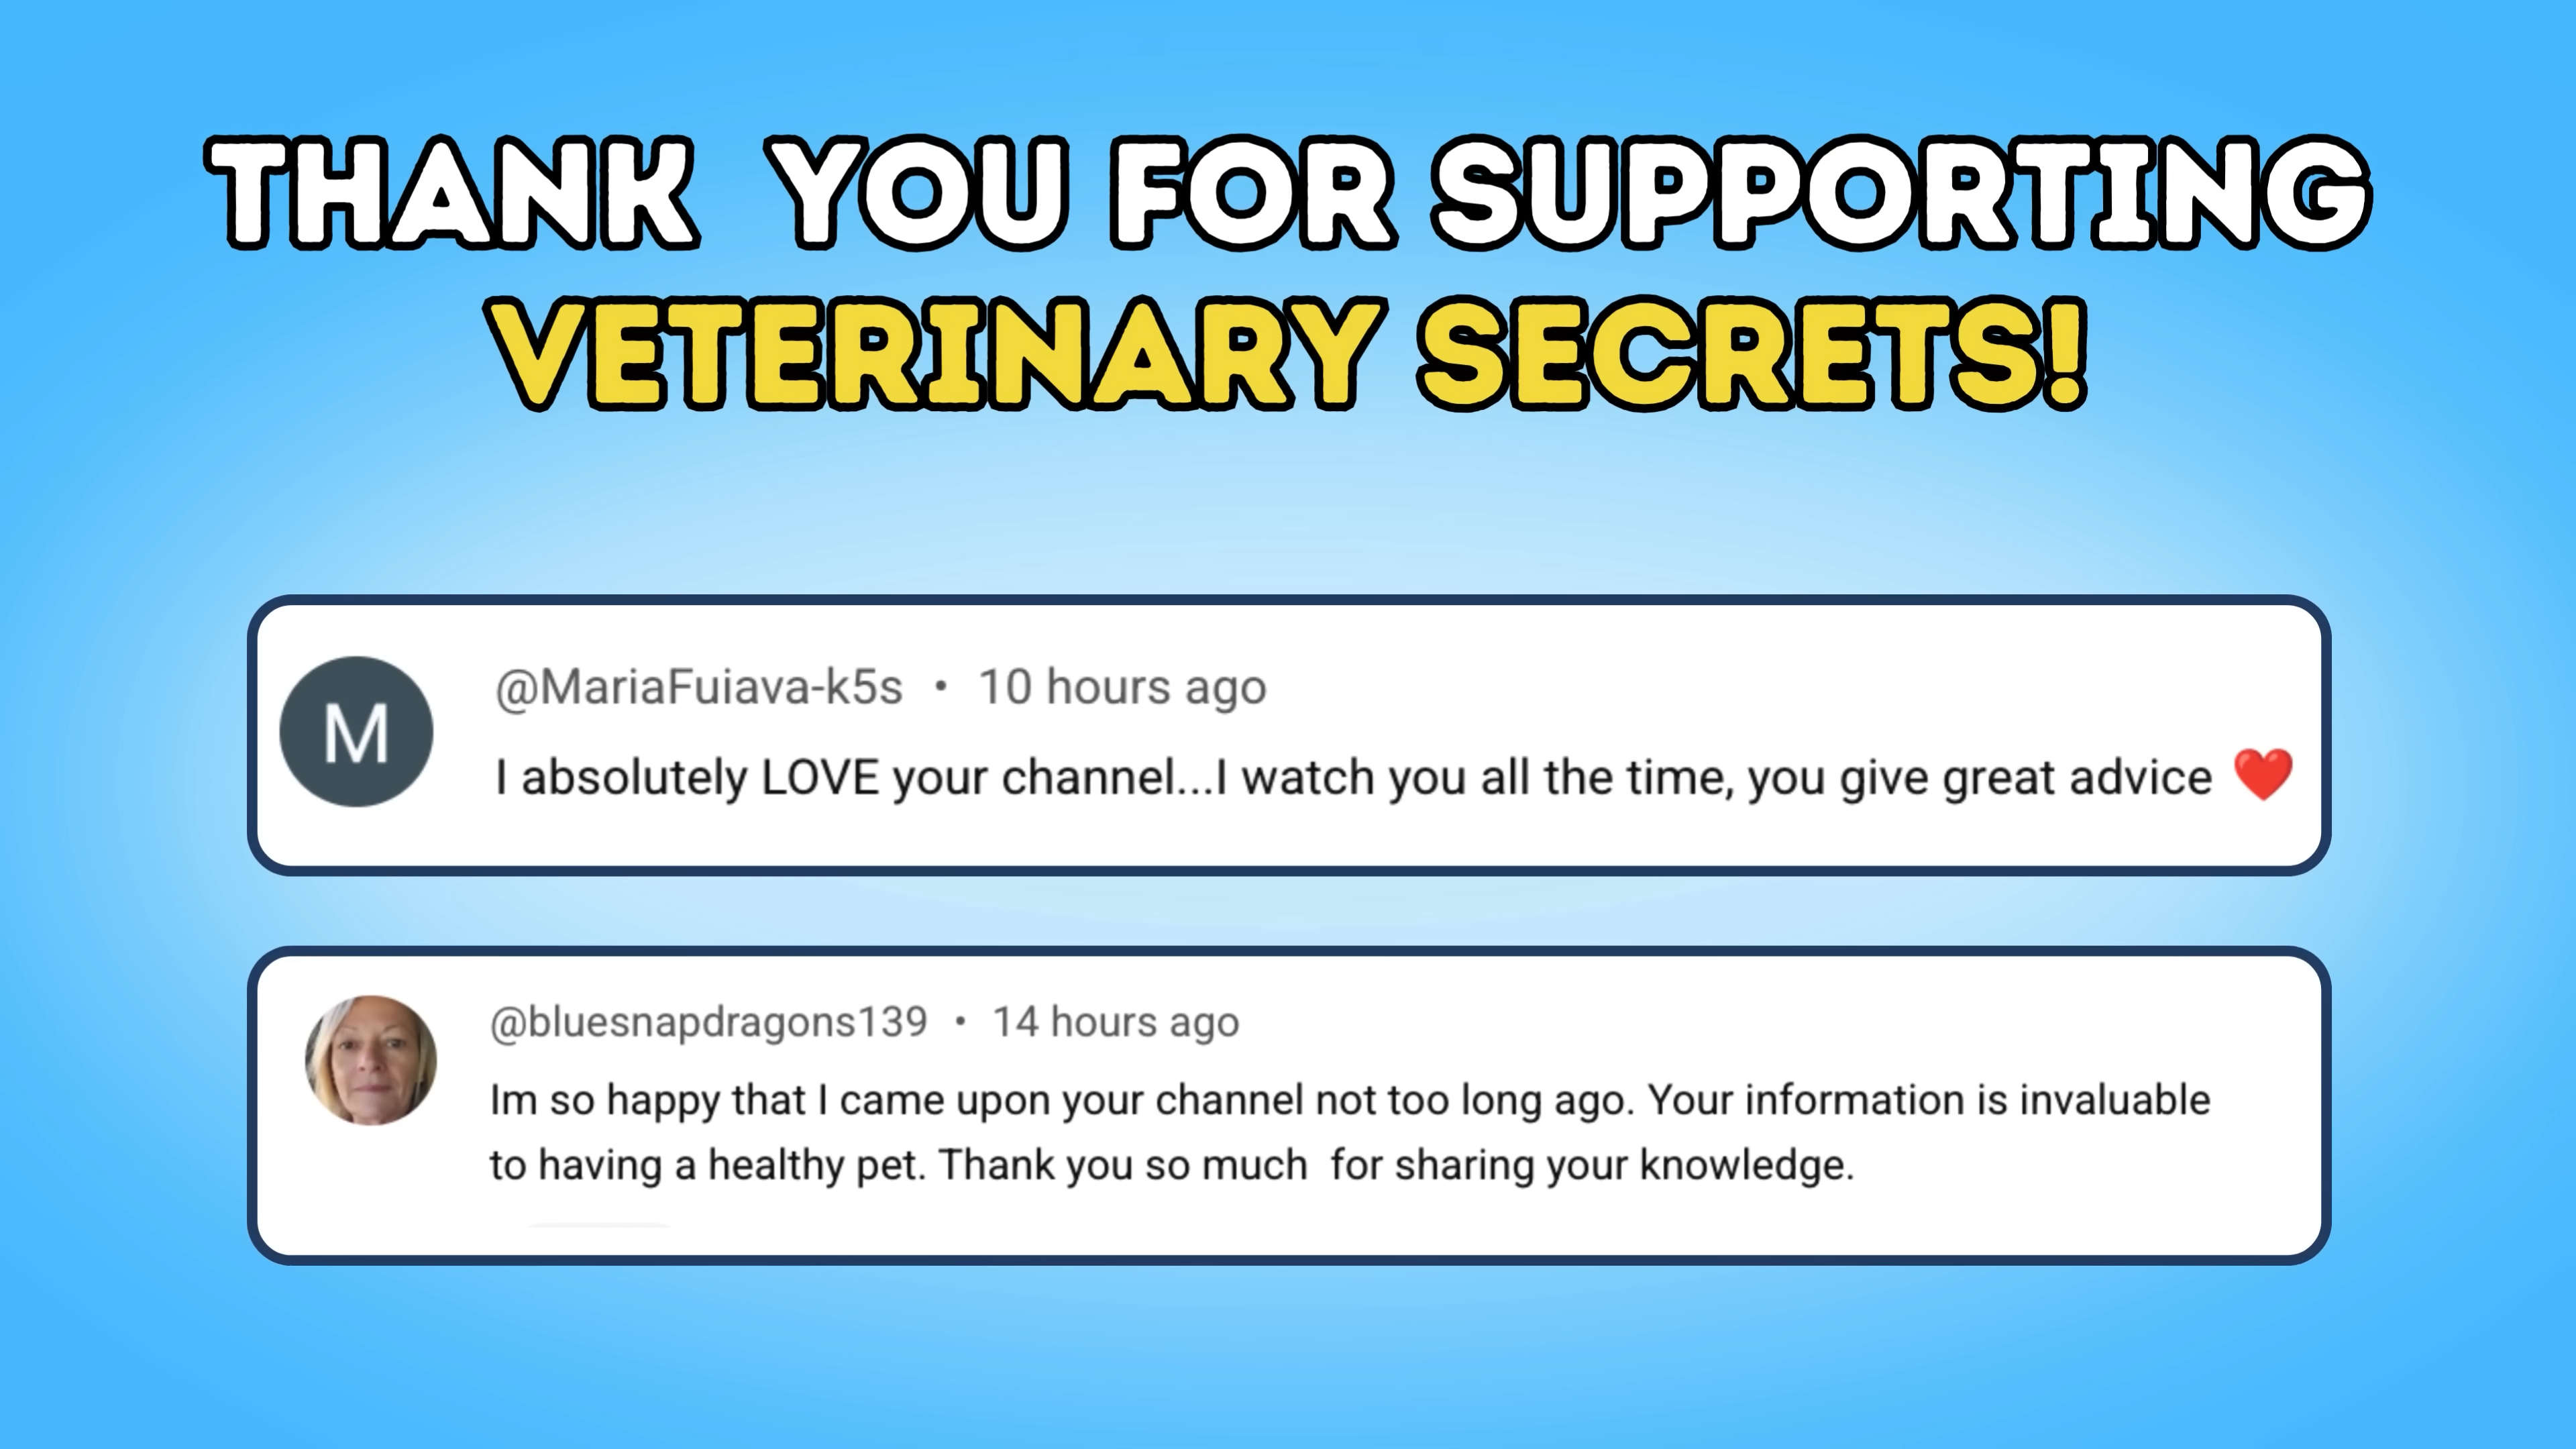 THANK  YOU FOR SUPPORTING
VETERINARY SECRETS!
M
@MariaFuiava-k5s • 10 hours ago
I absolutely LOVE your channel...I watch you all the time, you give great advice ❤️
@bluesnapdragons139 • 14 hours ago
Im so happy that I came upon your channel not too long ago. Your information is invaluable
to having a healthy pet. Thank you so much  for sharing your knowledge.